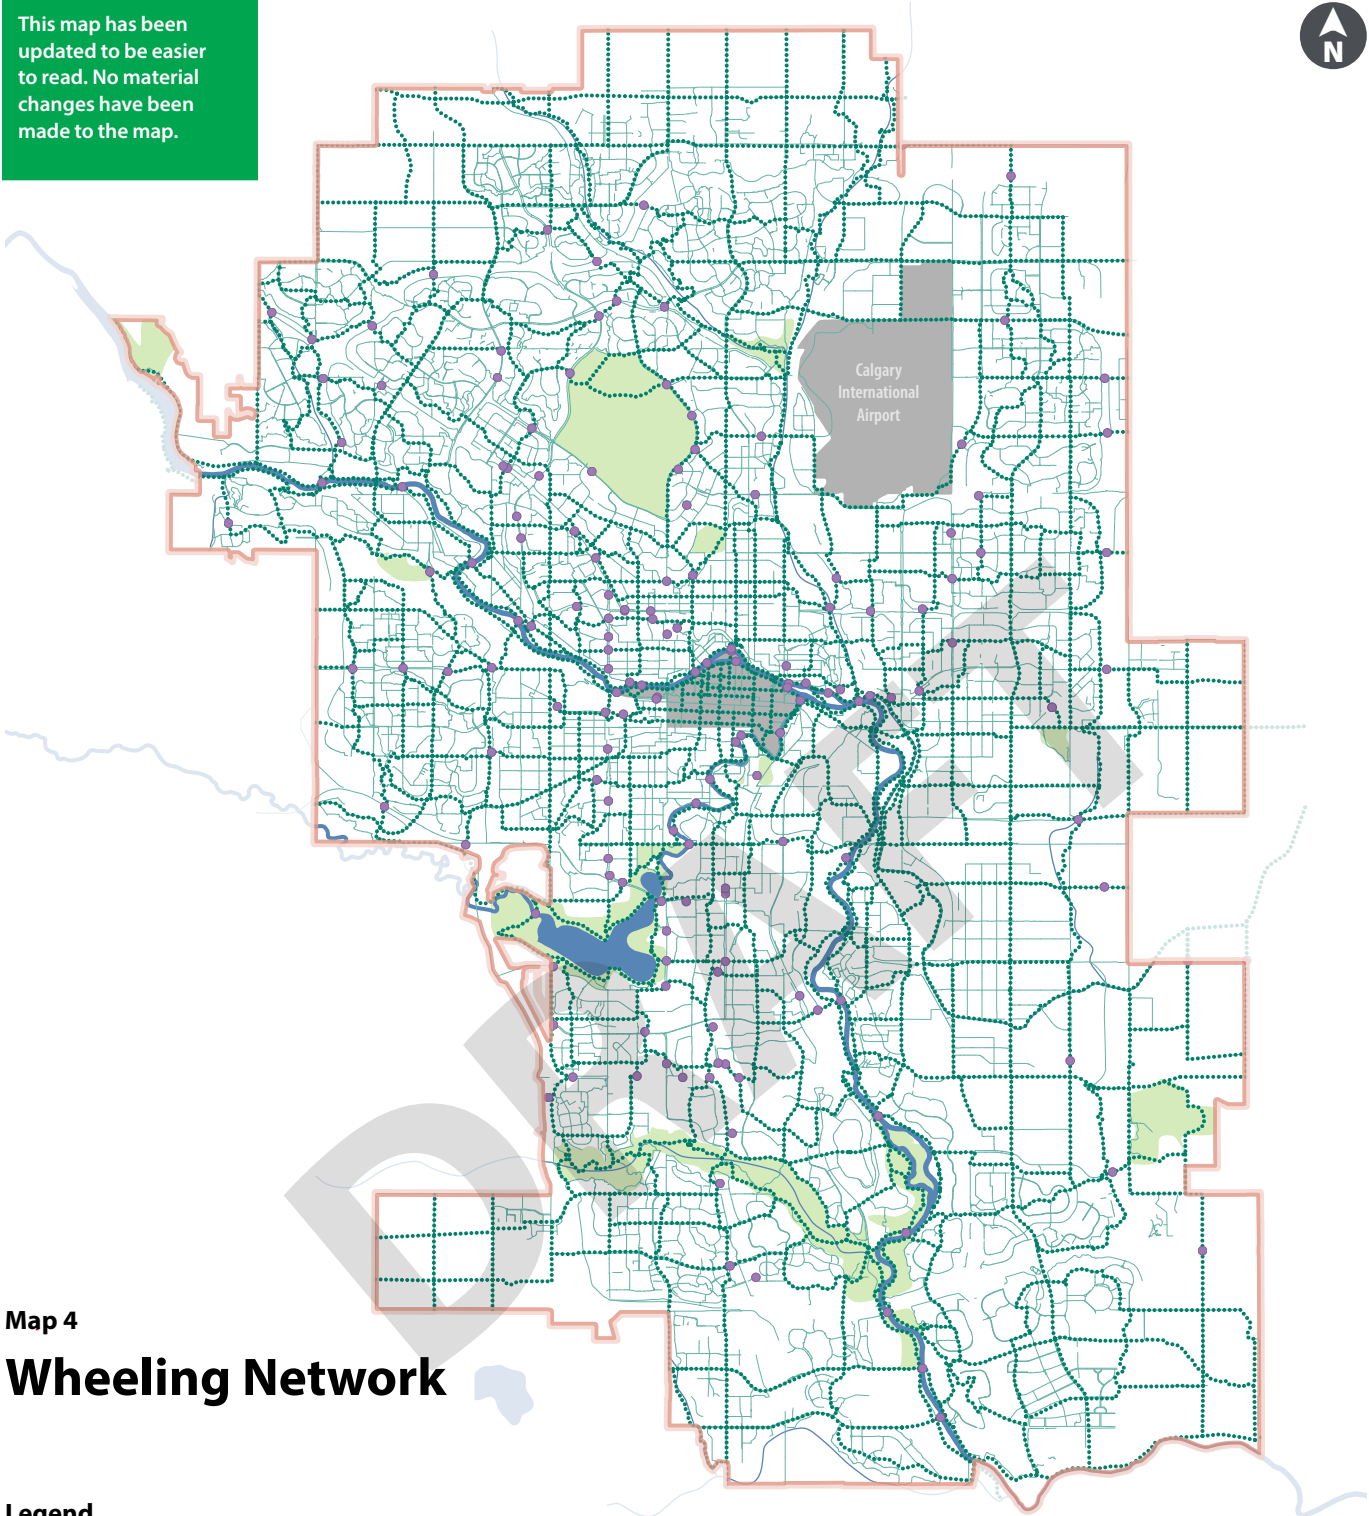 This map has been
updated to be easier
to read. No material
changes have been
made to the map.
N
Calgary
International
Airport
DRAFT
Map 4
Wheeling Network
Legend